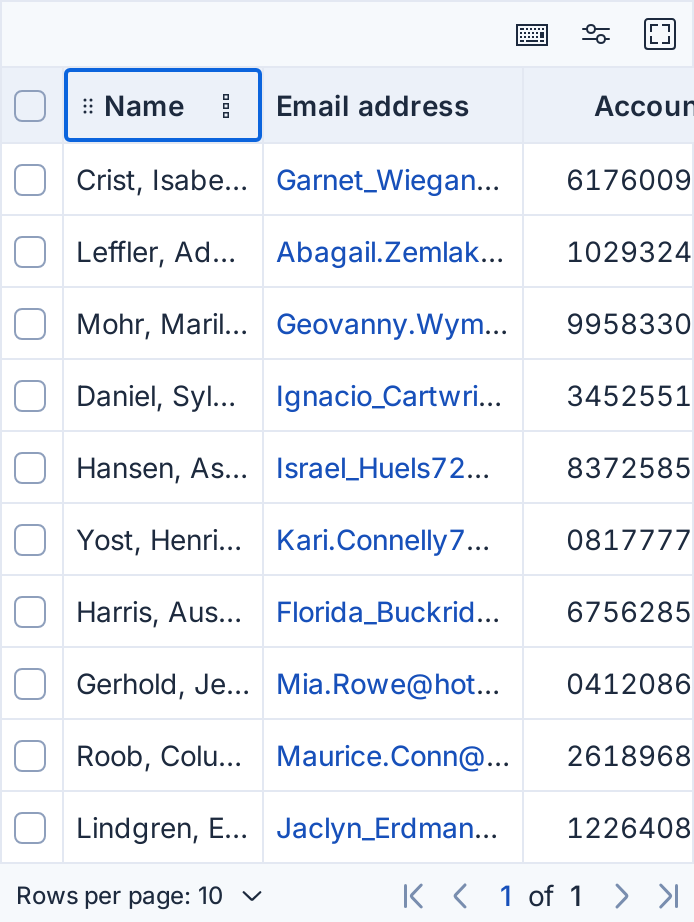 Name Email address Accoun
Crist, Isabe... Garnet_Wiegan... 6176009
Leffler, Ad... Abagail.Zemlak... 1029324
Mohr, Maril... Geovanny.Wym... 9958330
Daniel, Syl... Ignacio_Cartwri... 3452551
Hansen, As... Israel_Huels72... 8372585
Yost, Henri... Kari.Connelly7... 0817777
Harris, Aus... Florida_Buckrid... 6756285
Gerhold, Je... Mia.Rowe@hot... 0412086
Roob, Colu... Maurice.Conn@... 2618968
Lindgren, E... Jaclyn_Erdman... 1226408
Rows per page: 10 1 of 1